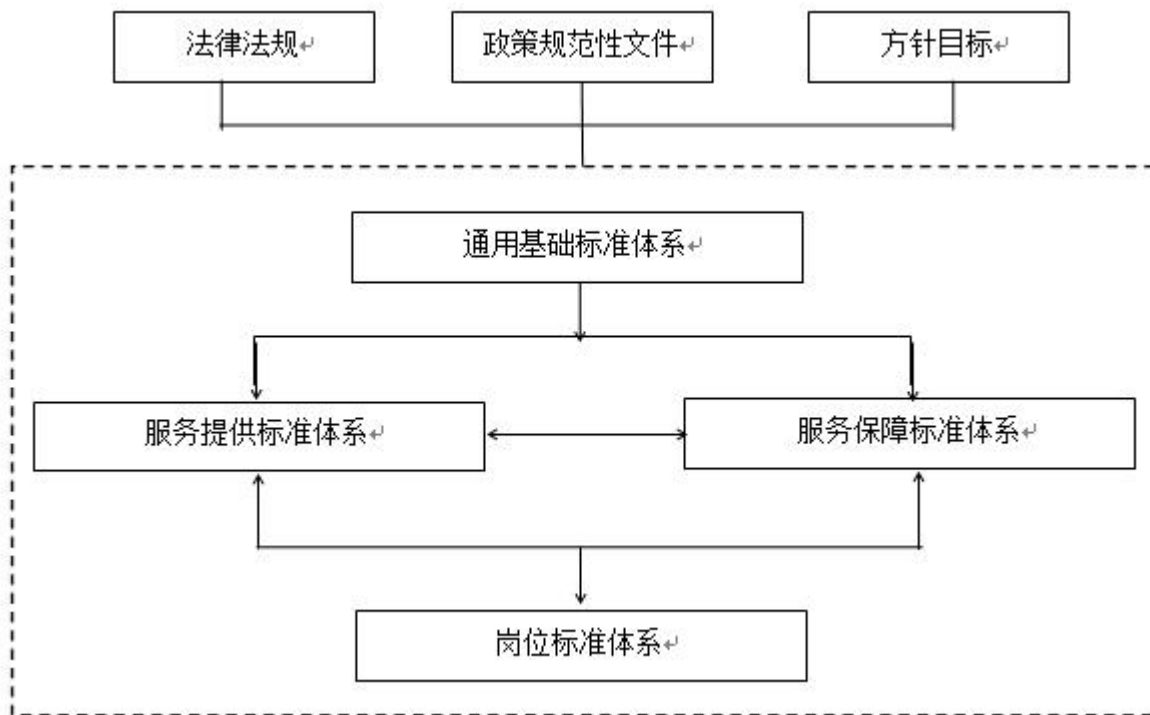 法律法规
政策规范性文件
方针目标
通用基础标准体系
服务提供标准体系
服务保障标准体系
岗位标准体系